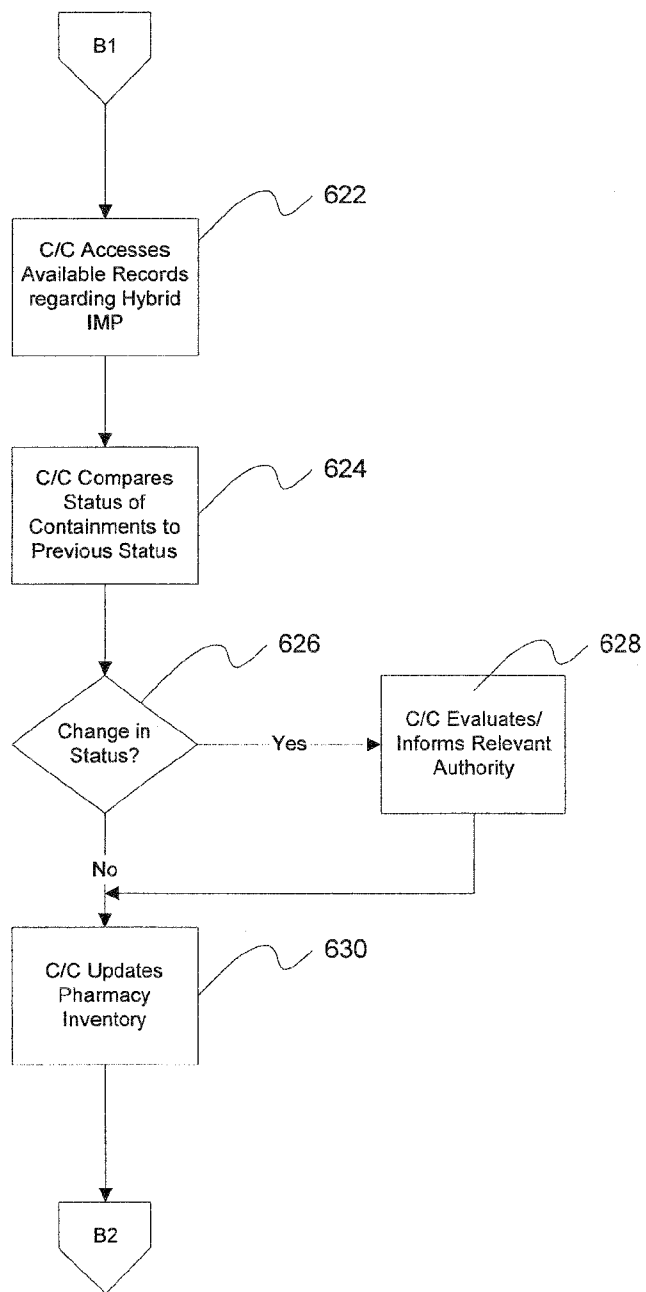 B1
622
C/C Accesses
Available Records
regarding Hybrid
IMP
624
C/C Compares
Status of
Containments to
Previous Status
626
Change in
Status?
Yes
628
C/C Evaluates/
Informs Relevant
Authority
No
630
C/C Updates
Pharmacy
Inventory
B2